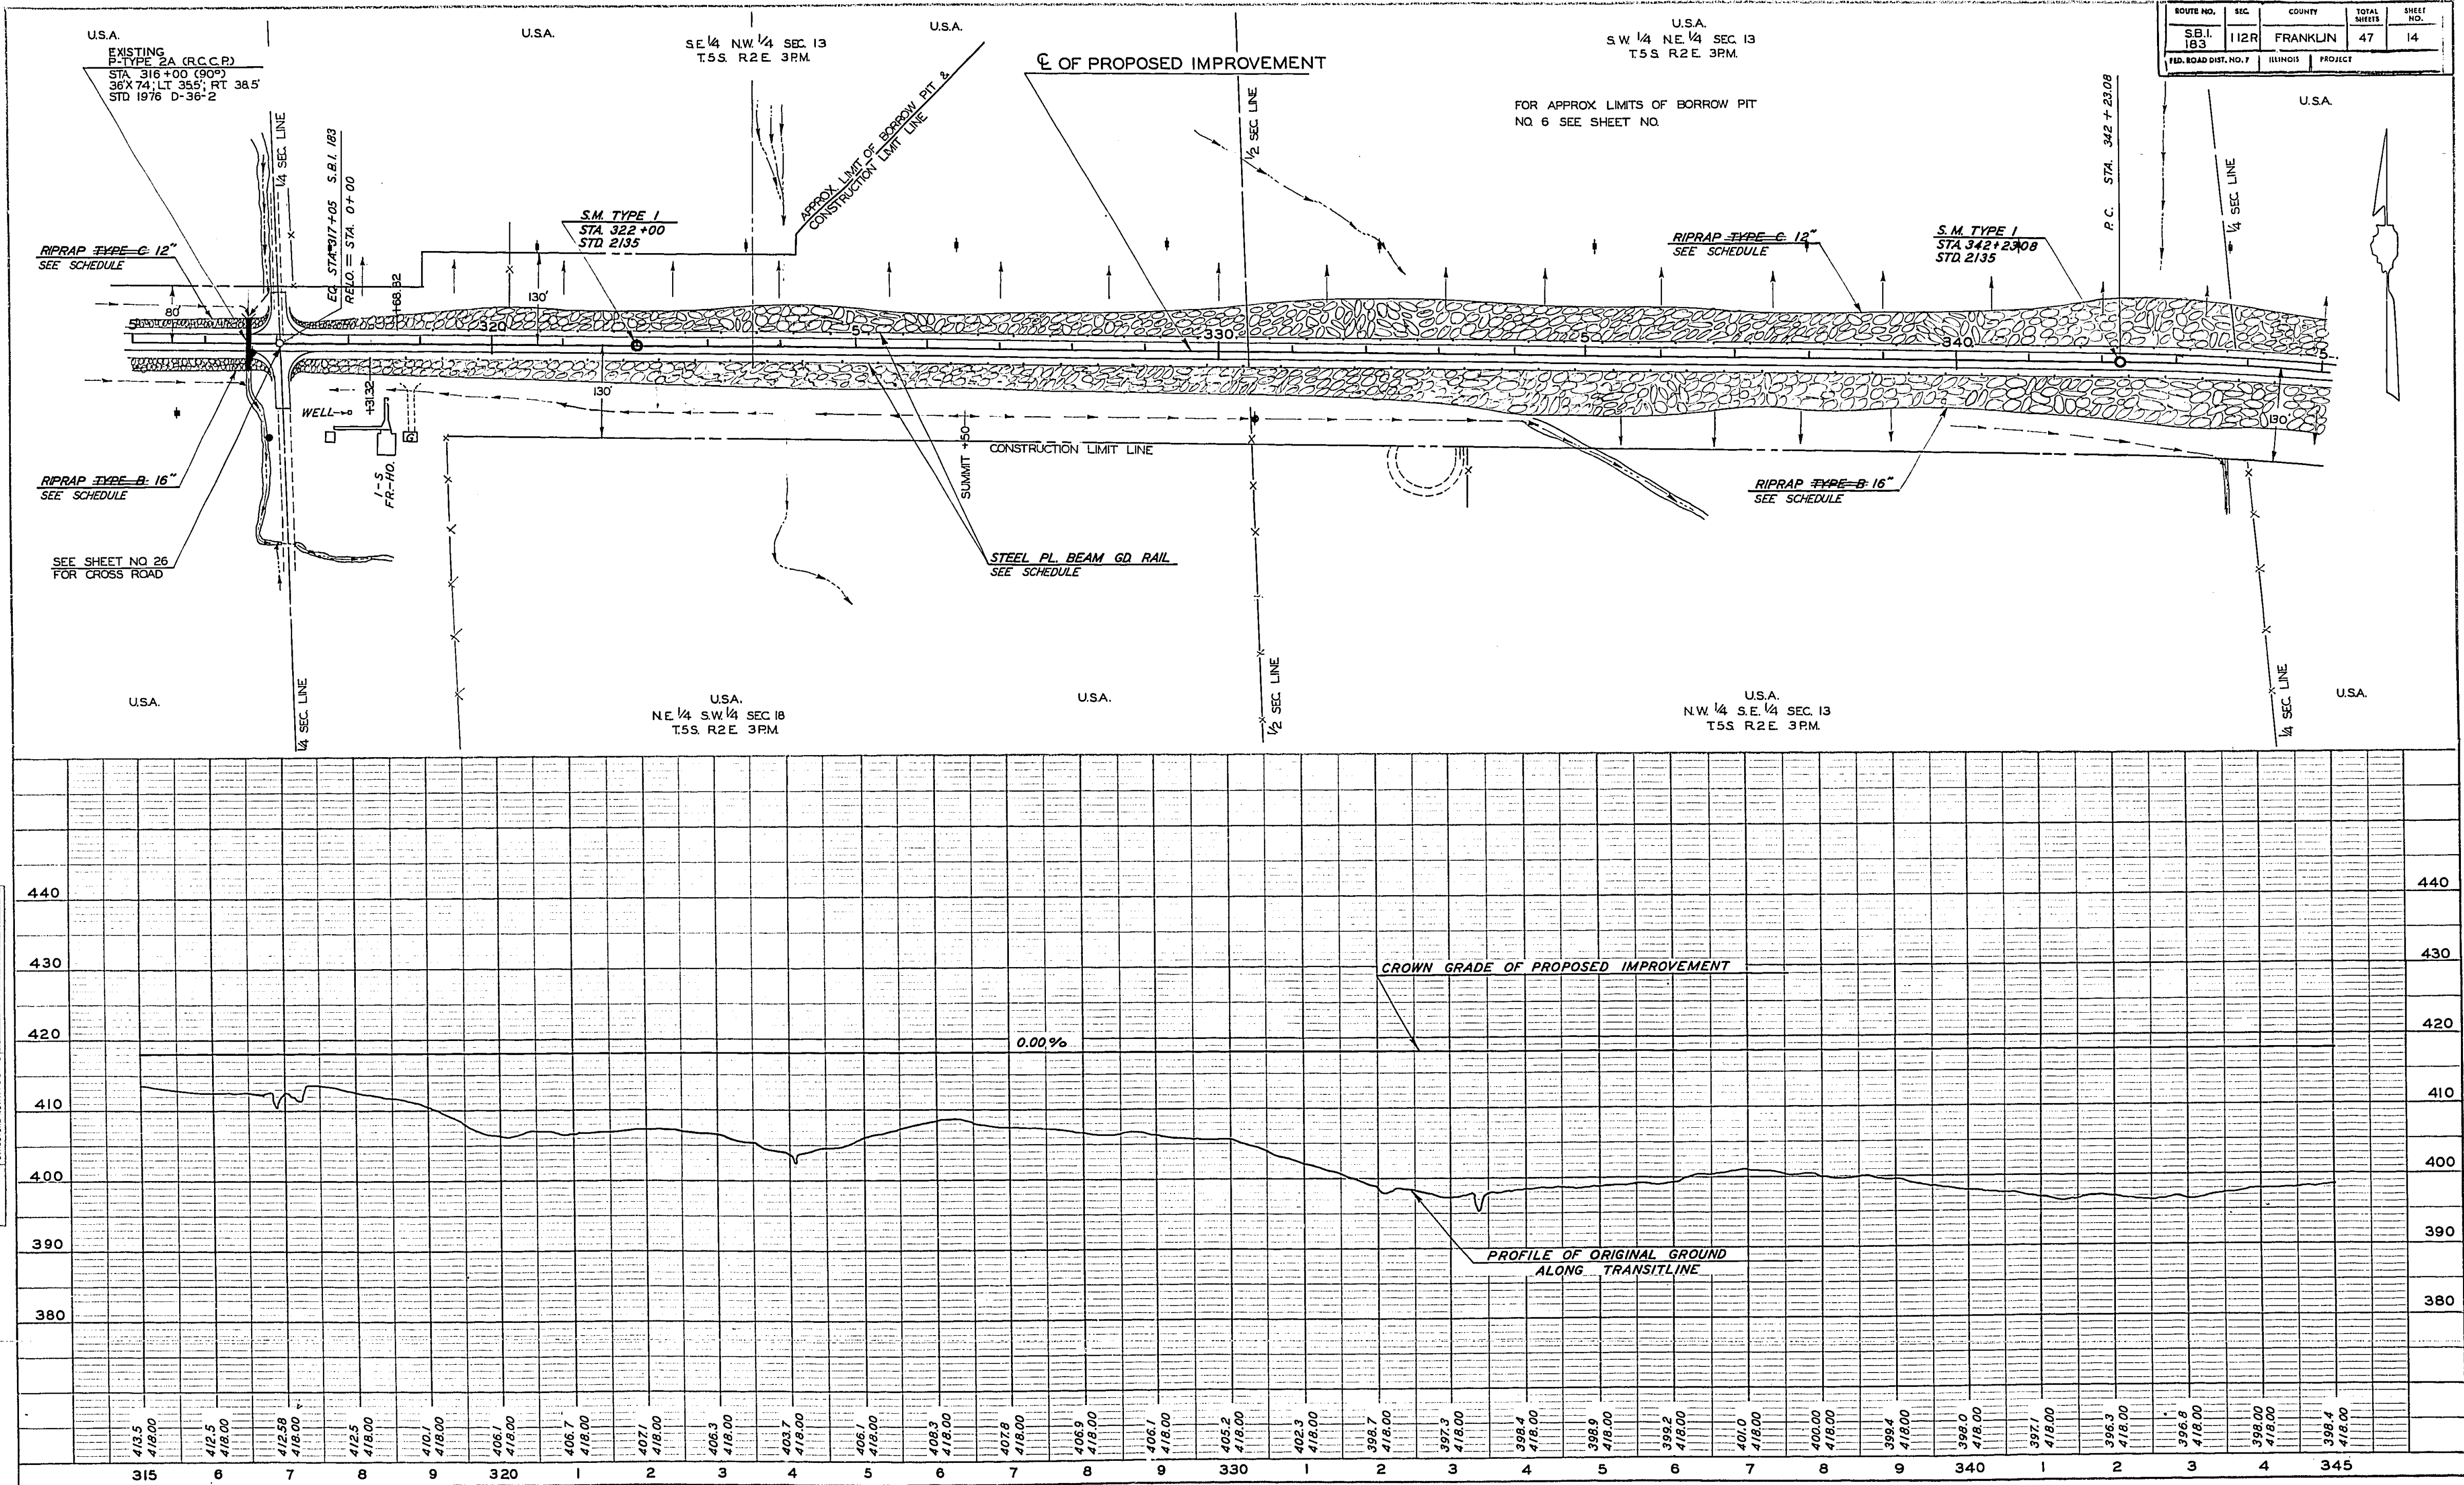 ROUTE NO. SEC. COUNTY TOTAL SHEETS SHEET NO.
S.B.I. 183 112R FRANKLIN 47 14
FED. ROAD DIST. NO. 7 ILLINOIS PROJECT
U.S.A.
EXISTING
P-TYPE 2A (R.C.C.P.)
STA. 316+00 (90°)
36"X 74'; LT 35.5'; RT. 38.5'
STD. 1976 D-36-2
U.S.A.
S.E. 1/4 N.W. 1/4 SEC. 13
T.5 S. R.2 E. 3 P.M.
U.S.A.
℄ OF PROPOSED IMPROVEMENT
U.S.A.
S.W. 1/4 N.E. 1/4 SEC. 13
T.5 S. R.2 E. 3 P.M.
FOR APPROX. LIMITS OF BORROW PIT
NO. 6 SEE SHEET NO.
U.S.A.
1/4 SEC. LINE
EQ. STA. 317+05 S.B.I. 183
RELO. = STA. 0+00
APPROX. LIMIT OF BORROW PIT &
CONSTRUCTION LIMIT LINE
1/2 SEC. LINE
P.C. STA. 342 + 23.08
1/4 SEC. LINE
RIPRAP TYPE C 12"
SEE SCHEDULE
S.M. TYPE 1
STA. 322+00
STD. 2135
RIPRAP TYPE C 12"
SEE SCHEDULE
S.M. TYPE 1
STA. 342+23.08
STD. 2135
80'
+68.82
130'
5
320
5
330
5
340
5
+31.32
WELL
G
1-S
FR.-HO.
130'
SUMMIT +50
CONSTRUCTION LIMIT LINE
130'
RIPRAP TYPE B 16"
SEE SCHEDULE
RIPRAP TYPE B 16"
SEE SCHEDULE
SEE SHEET NO. 26
FOR CROSS ROAD
STEEL PL. BEAM GD. RAIL
SEE SCHEDULE
U.S.A.
1/4 SEC. LINE
U.S.A.
N.E. 1/4 S.W. 1/4 SEC. 18
T.5 S. R.2 E. 3 P.M.
U.S.A.
1/2 SEC. LINE
U.S.A.
N.W. 1/4 S.E. 1/4 SEC. 13
T.5 S. R.2 E. 3 P.M.
1/4 SEC. LINE
U.S.A.
440 440
430 430
CROWN GRADE OF PROPOSED IMPROVEMENT
420 420
0.00%
410 410
400 400
390 390
PROFILE OF ORIGINAL GROUND
ALONG TRANSITLINE
380 380
413.5 418.00
412.5 418.00
412.58 418.00
412.5 418.00
410.1 418.00
406.1 418.00
406.7 418.00
407.1 418.00
406.3 418.00
403.7 418.00
406.1 418.00
408.3 418.00
407.8 418.00
406.9 418.00
406.1 418.00
405.2 418.00
402.3 418.00
398.7 418.00
397.3 418.00
398.4 418.00
398.9 418.00
399.2 418.00
401.0 418.00
400.00 418.00
399.4 418.00
398.0 418.00
397.1 418.00
396.3 418.00
396.8 418.00
398.00 418.00
398.4 418.00
315 6 7 8 9 320 1 2 3 4 5 6 7 8 9 330 1 2 3 4 5 6 7 8 9 340 1 2 3 4 345